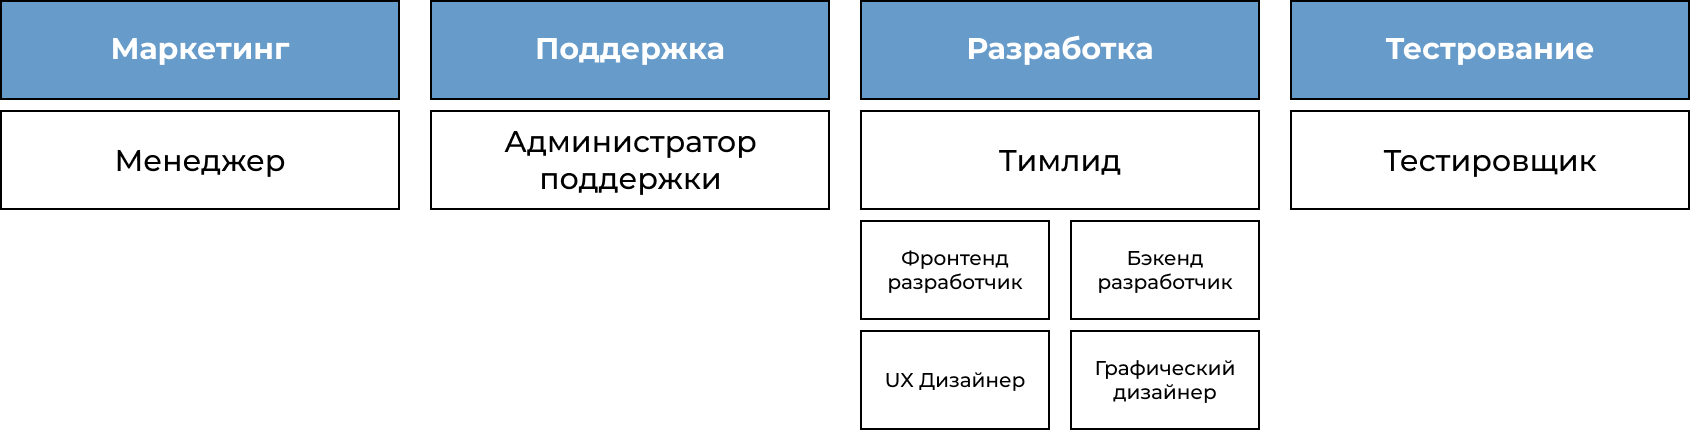 Маркетинг
Поддержка
Разработка
Тестрование
Менеджер
Администратор
поддержки
Тимлид
Тестировщик
Фронтенд
разработчик
Бэкенд
разработчик
UX Дизайнер
Графический
дизайнер